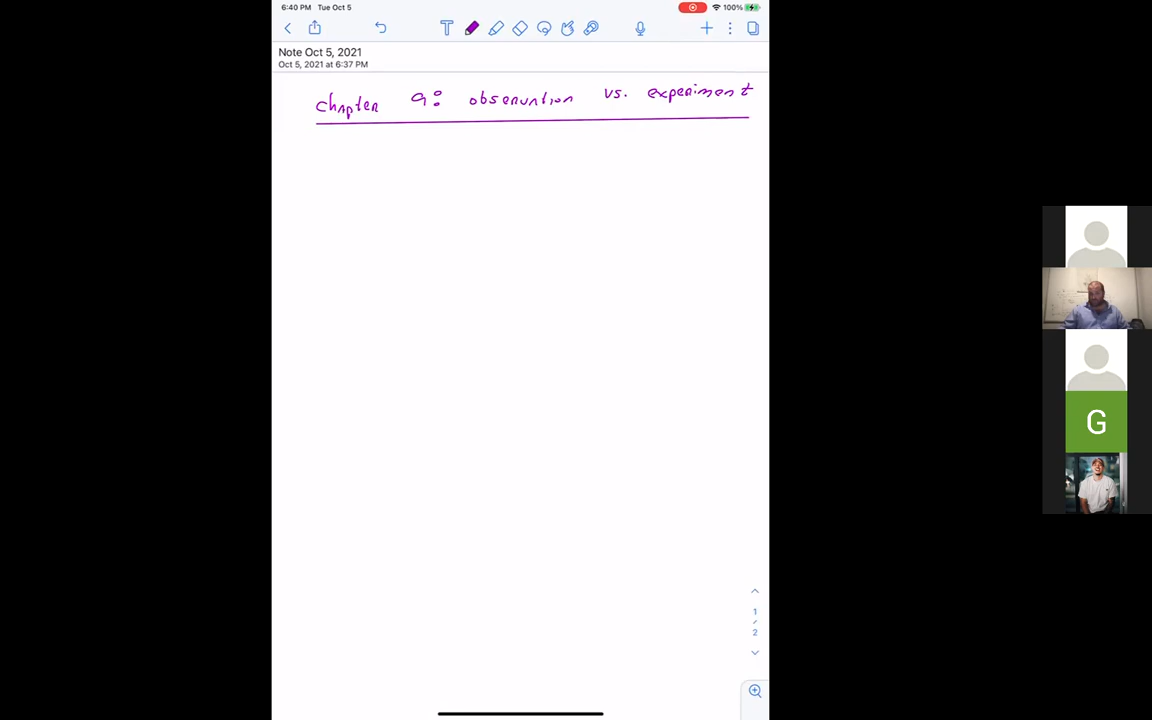 6:40 PM Tue Oct 5 100%
Note Oct 5, 2021
Oct 5, 2021 at 6:37 PM
Chapter 9: observation vs. experiment
1
/
2
G